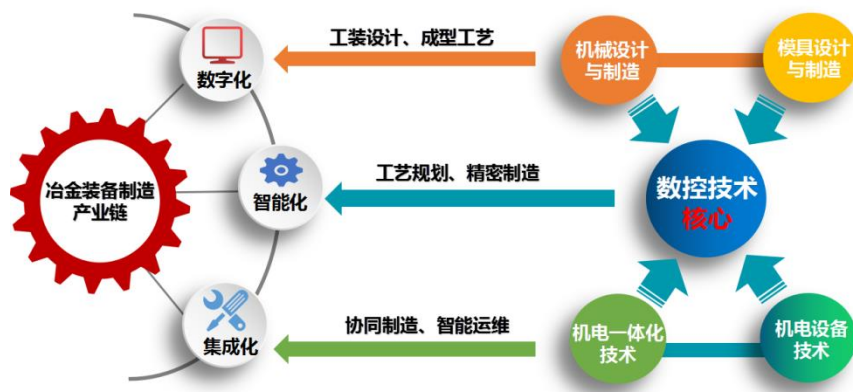 工装设计、成型工艺
机械设计
与制造
模具设计
与制造
数字化
冶金装备制造
产业链
智能化
工艺规划、精密制造
数控技术
核心
集成化
协同制造、智能运维
机电一体化
技术
机电设备
技术